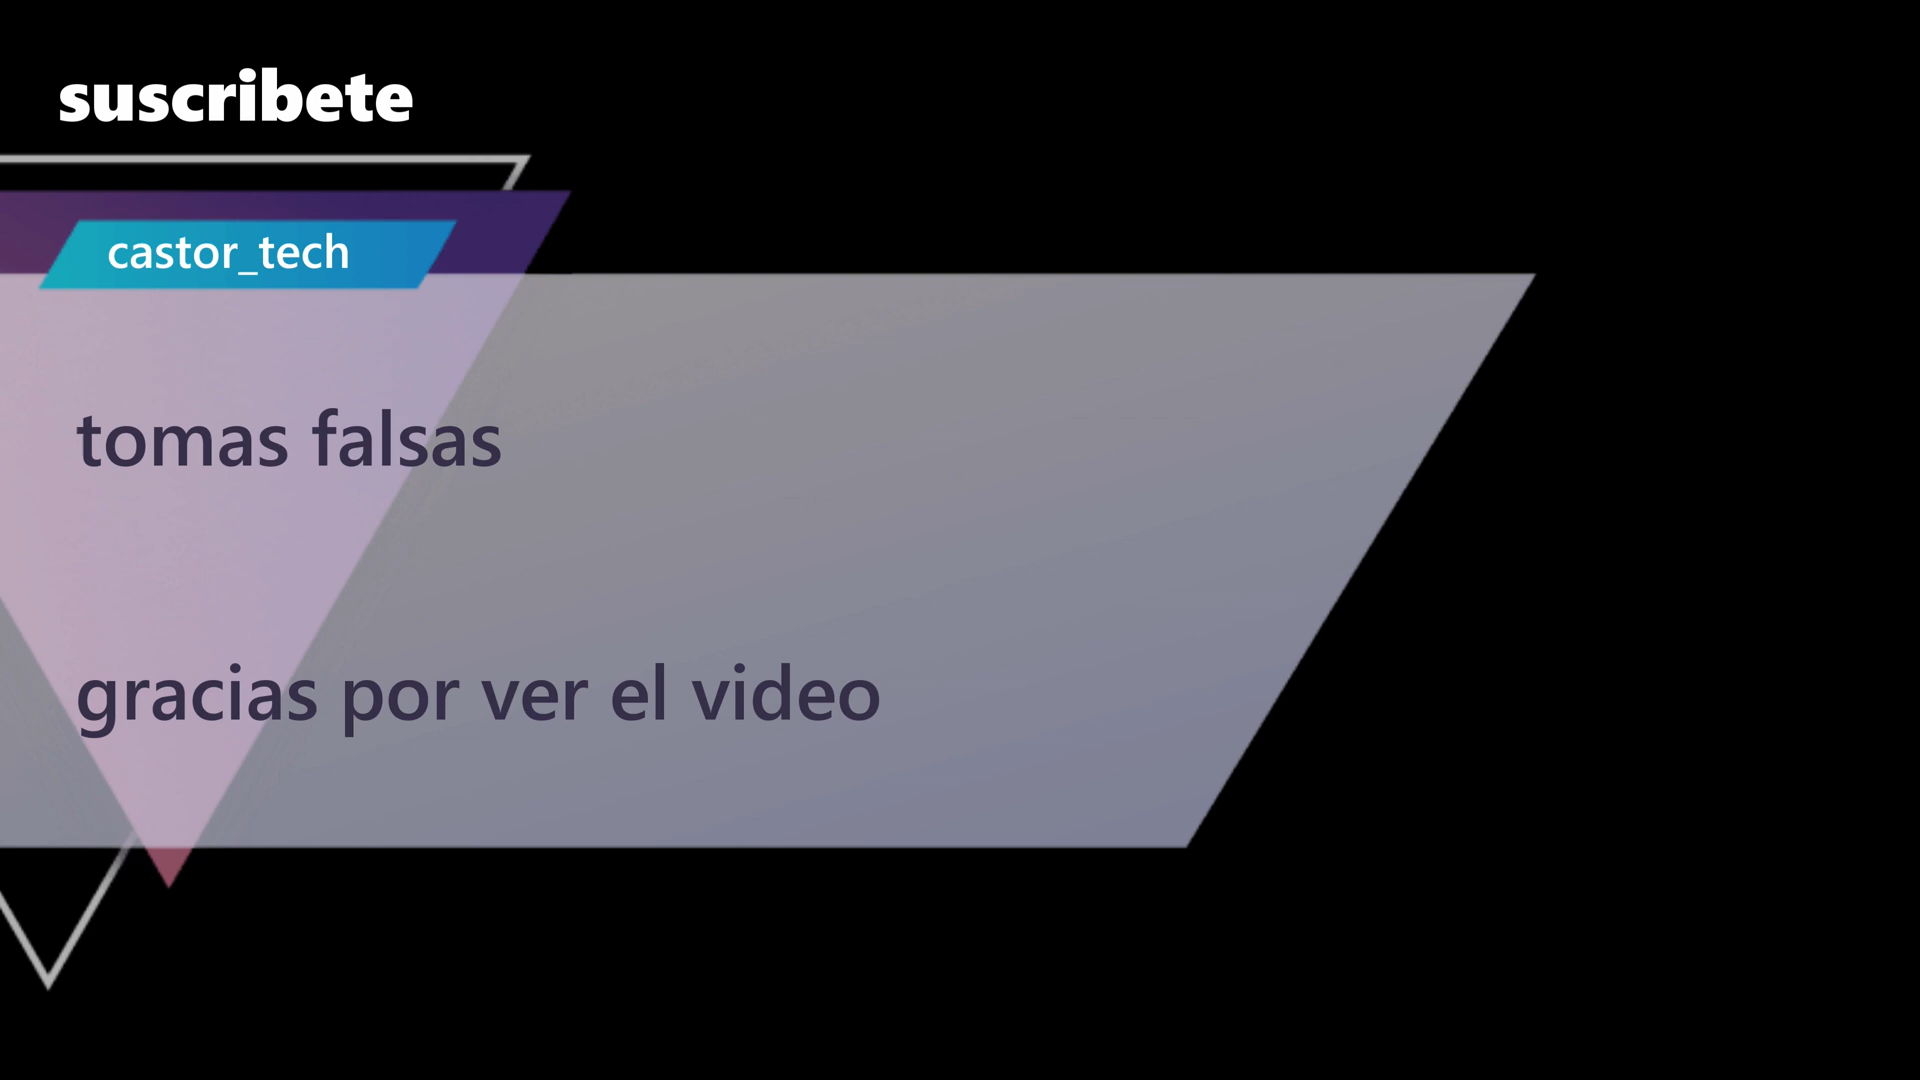 suscribete
castor_tech
tomas falsas
gracias por ver el video